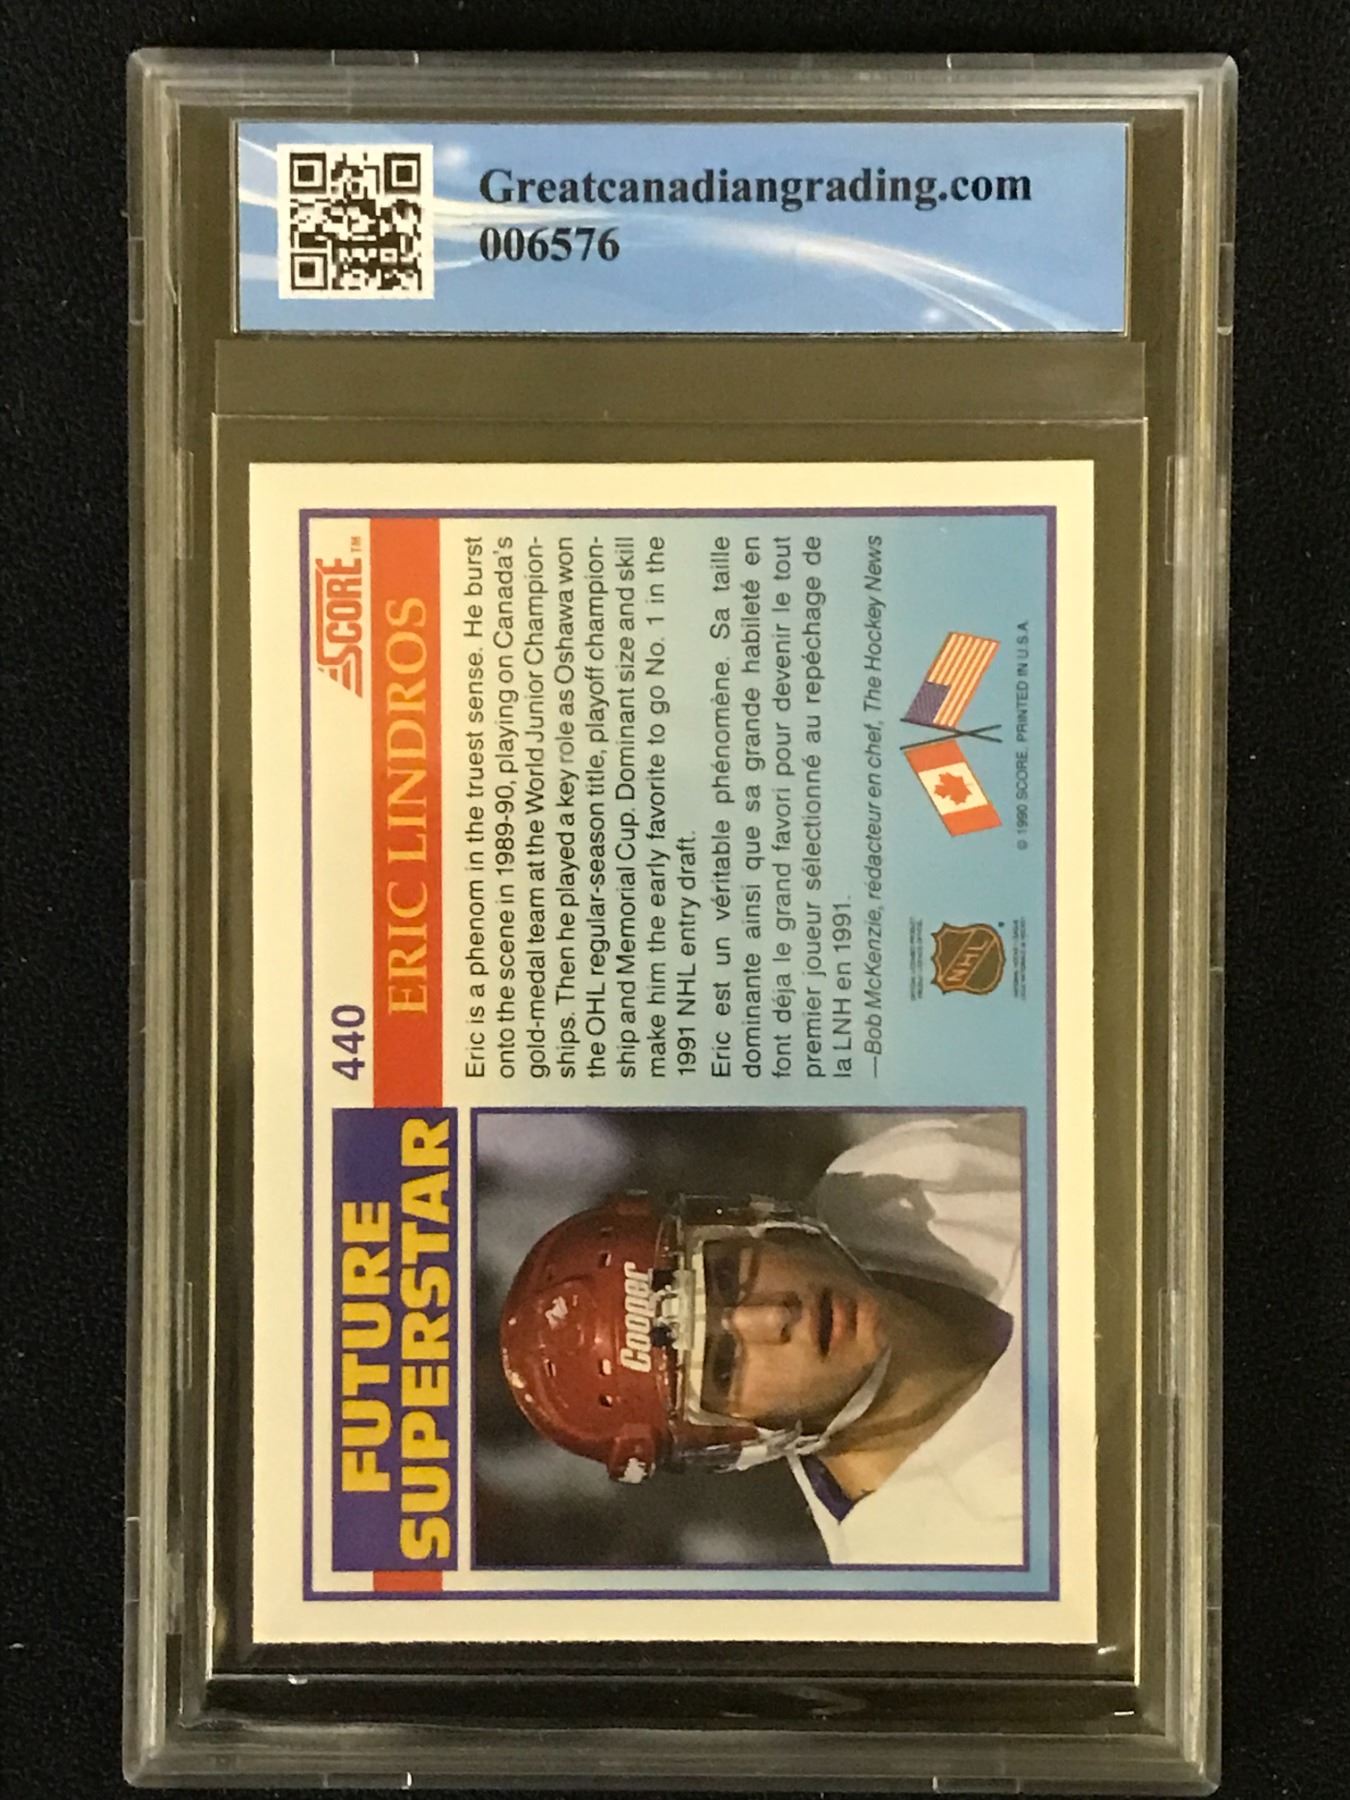 Greatcanadiangrading.com
006576
SCORE™
440
ERIC LINDROS
FUTURE
SUPERSTAR
Eric is a phenom in the truest sense. He burst
onto the scene in 1989-90, playing on Canada's
gold-medal team at the World Junior Champion-
ships. Then he played a key role as Oshawa won
the OHL regular-season title, playoff champion-
ship and Memorial Cup. Dominant size and skill
make him the early favorite to go No. 1 in the
1991 NHL entry draft.
Eric est un véritable phénomène. Sa taille
dominante ainsi que sa grande habileté en
font déja le grand favori pour devenir le tout
premier joueur sélectionné au repéchage de
la LNH en 1991.
—Bob McKenzie, rédacteur en chef, The Hockey News
Cooper
NHL
© 1990 SCORE, PRINTED IN U.S.A.